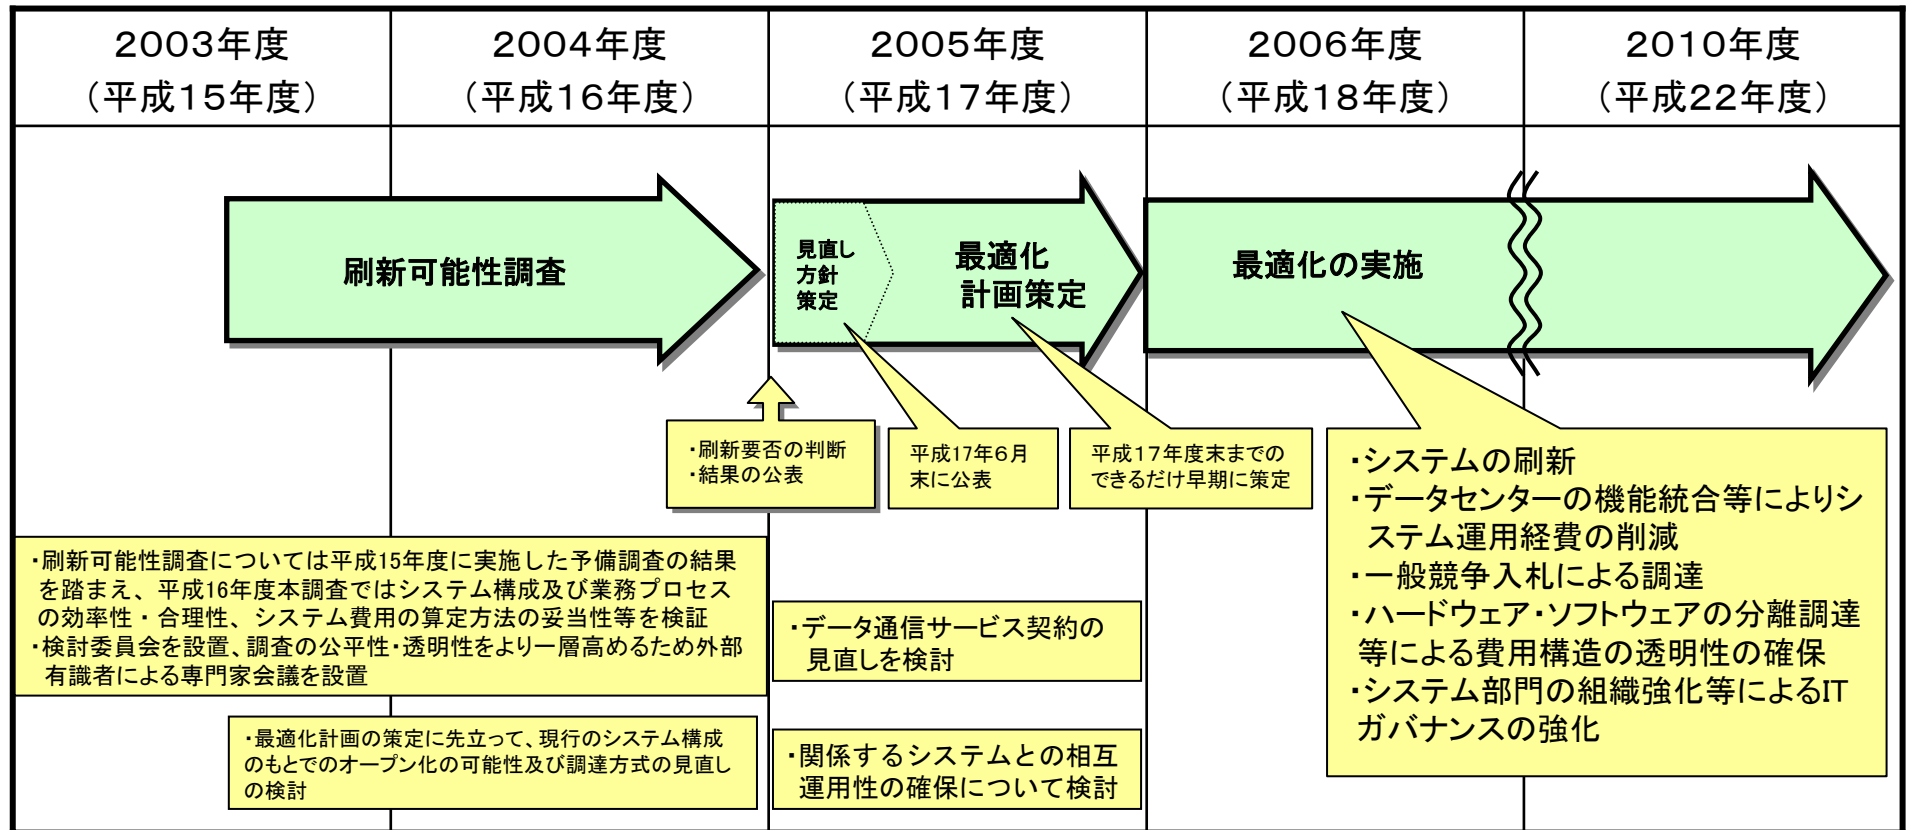 2003年度
(平成15年度)
2004年度
(平成16年度)
2005年度
(平成17年度)
2006年度
(平成18年度)
2010年度
(平成22年度)
刷新可能性調査
見直し
方針
策定
最適化
計画策定
最適化の実施
・刷新要否の判断
・結果の公表
平成17年6月
末に公表
平成17年度末までの
できるだけ早期に策定
・システムの刷新
・データセンターの機能統合等によりシ
ステム運用経費の削減
・一般競争入札による調達
・ハードウェア・ソフトウェアの分離調達
等による費用構造の透明性の確保
・システム部門の組織強化等によるIT
ガバナンスの強化
・刷新可能性調査については平成15年度に実施した予備調査の結果
を踏まえ、平成16年度本調査ではシステム構成及び業務プロセス
の効率性・合理性、システム費用の算定方法の妥当性等を検証
・検討委員会を設置、調査の公平性・透明性をより一層高めるため外部
有識者による専門家会議を設置
・データ通信サービス契約の
見直しを検討
・最適化計画の策定に先立って、現行のシステム構成
のもとでのオープン化の可能性及び調達方式の見直し
の検討
・関係するシステムとの相互
運用性の確保について検討